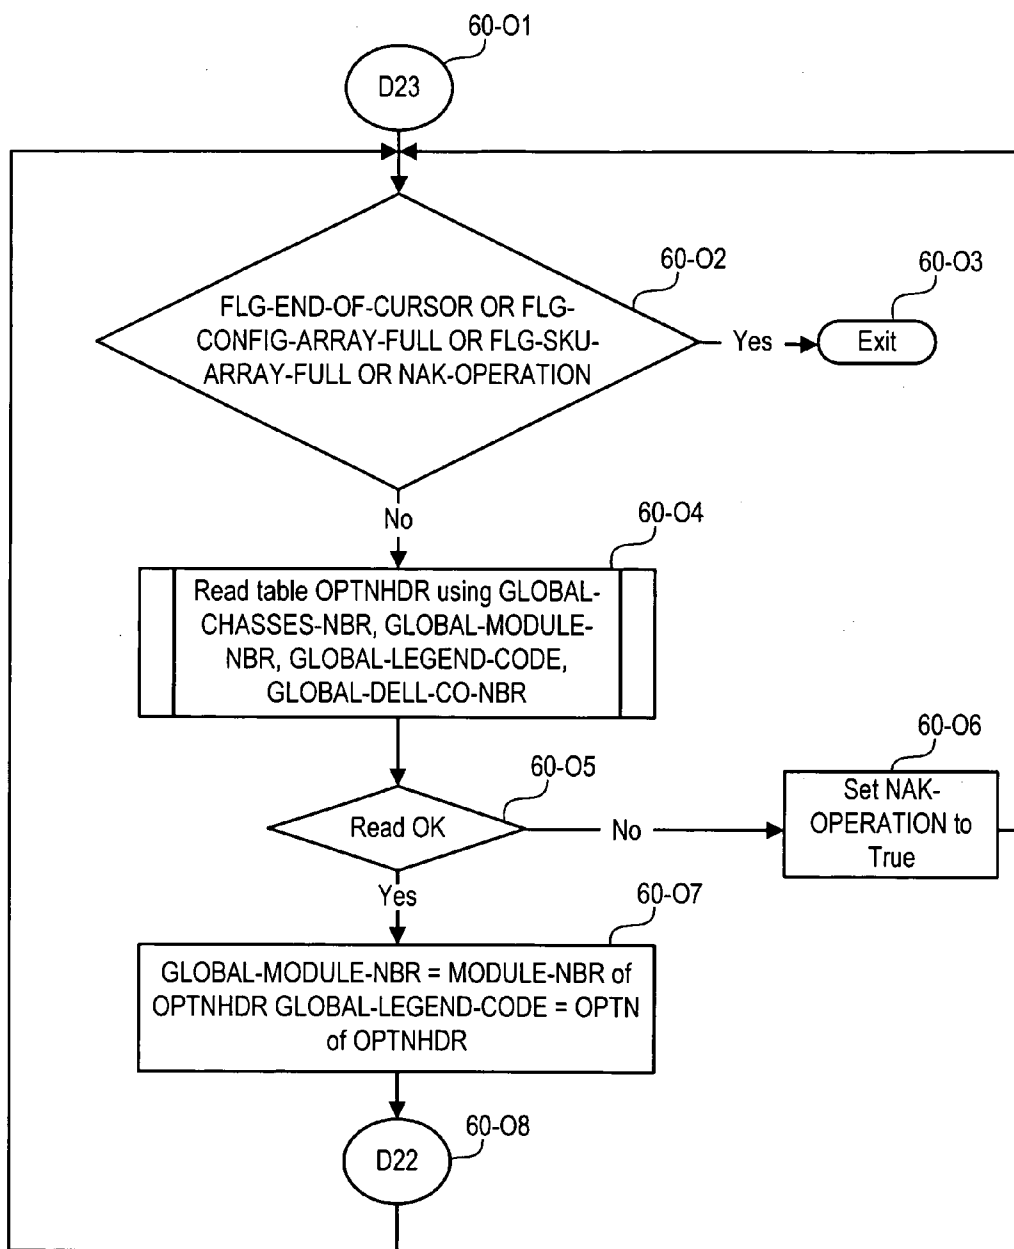 60-O1
D23
60-O2
60-O3
FLG-END-OF-CURSOR OR FLG-
CONFIG-ARRAY-FULL OR FLG-SKU-
ARRAY-FULL OR NAK-OPERATION
Yes
Exit
No
60-O4
Read table OPTNHDR using GLOBAL-
CHASSES-NBR, GLOBAL-MODULE-
NBR, GLOBAL-LEGEND-CODE,
GLOBAL-DELL-CO-NBR
60-O5
60-O6
Read OK
No
Set NAK-
OPERATION to
True
Yes
60-O7
GLOBAL-MODULE-NBR = MODULE-NBR of
OPTNHDR GLOBAL-LEGEND-CODE = OPTN
of OPTNHDR
60-O8
D22